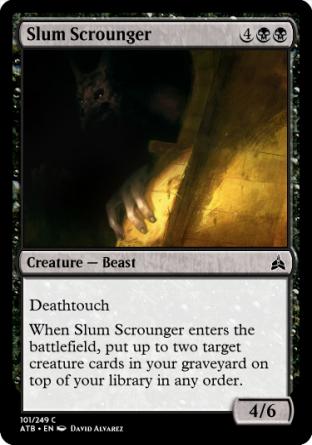 Slum Scrounger 4
Creature — Beast
Deathtouch
When Slum Scrounger enters the
battlefield, put up to two target
creature cards in your graveyard on
top of your library in any order.
4/6
101/249 C
ATB • EN DAVID ALVAREZ